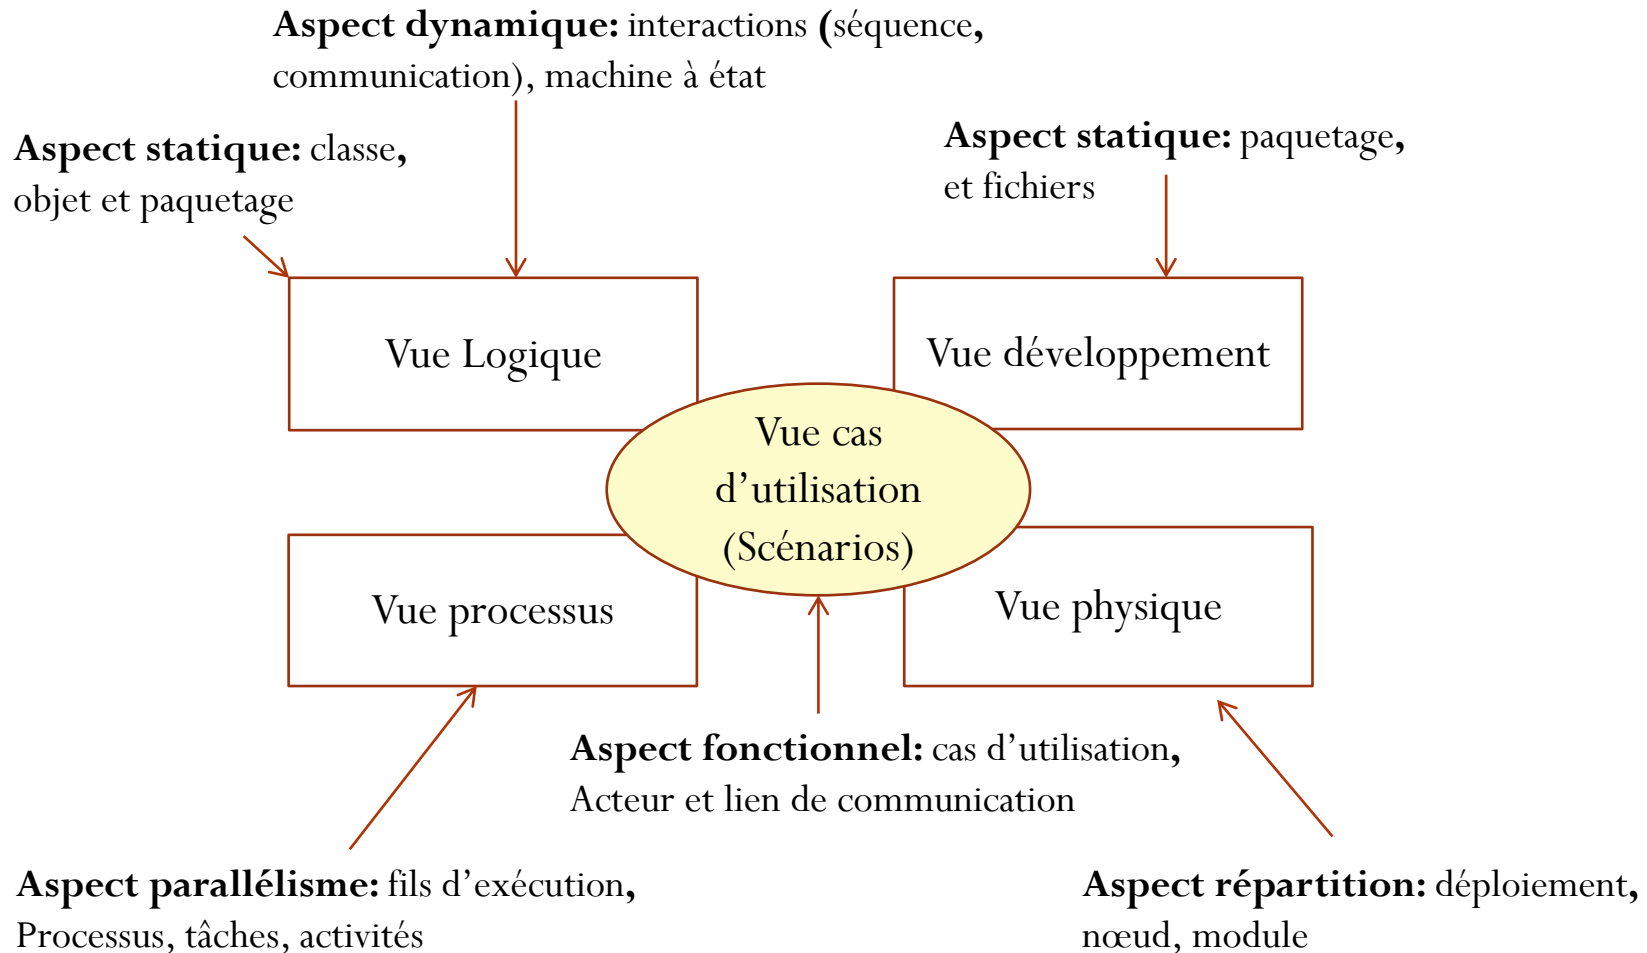 Aspect dynamique: interactions (séquence,
communication), machine à état
Aspect statique: classe,
objet et paquetage
Aspect statique: paquetage,
et fichiers
Vue Logique
Vue développement
Vue cas
d’utilisation
(Scénarios)
Vue processus
Vue physique
Aspect fonctionnel: cas d’utilisation,
Acteur et lien de communication
Aspect parallélisme: fils d’exécution,
Processus, tâches, activités
Aspect répartition: déploiement,
nœud, module